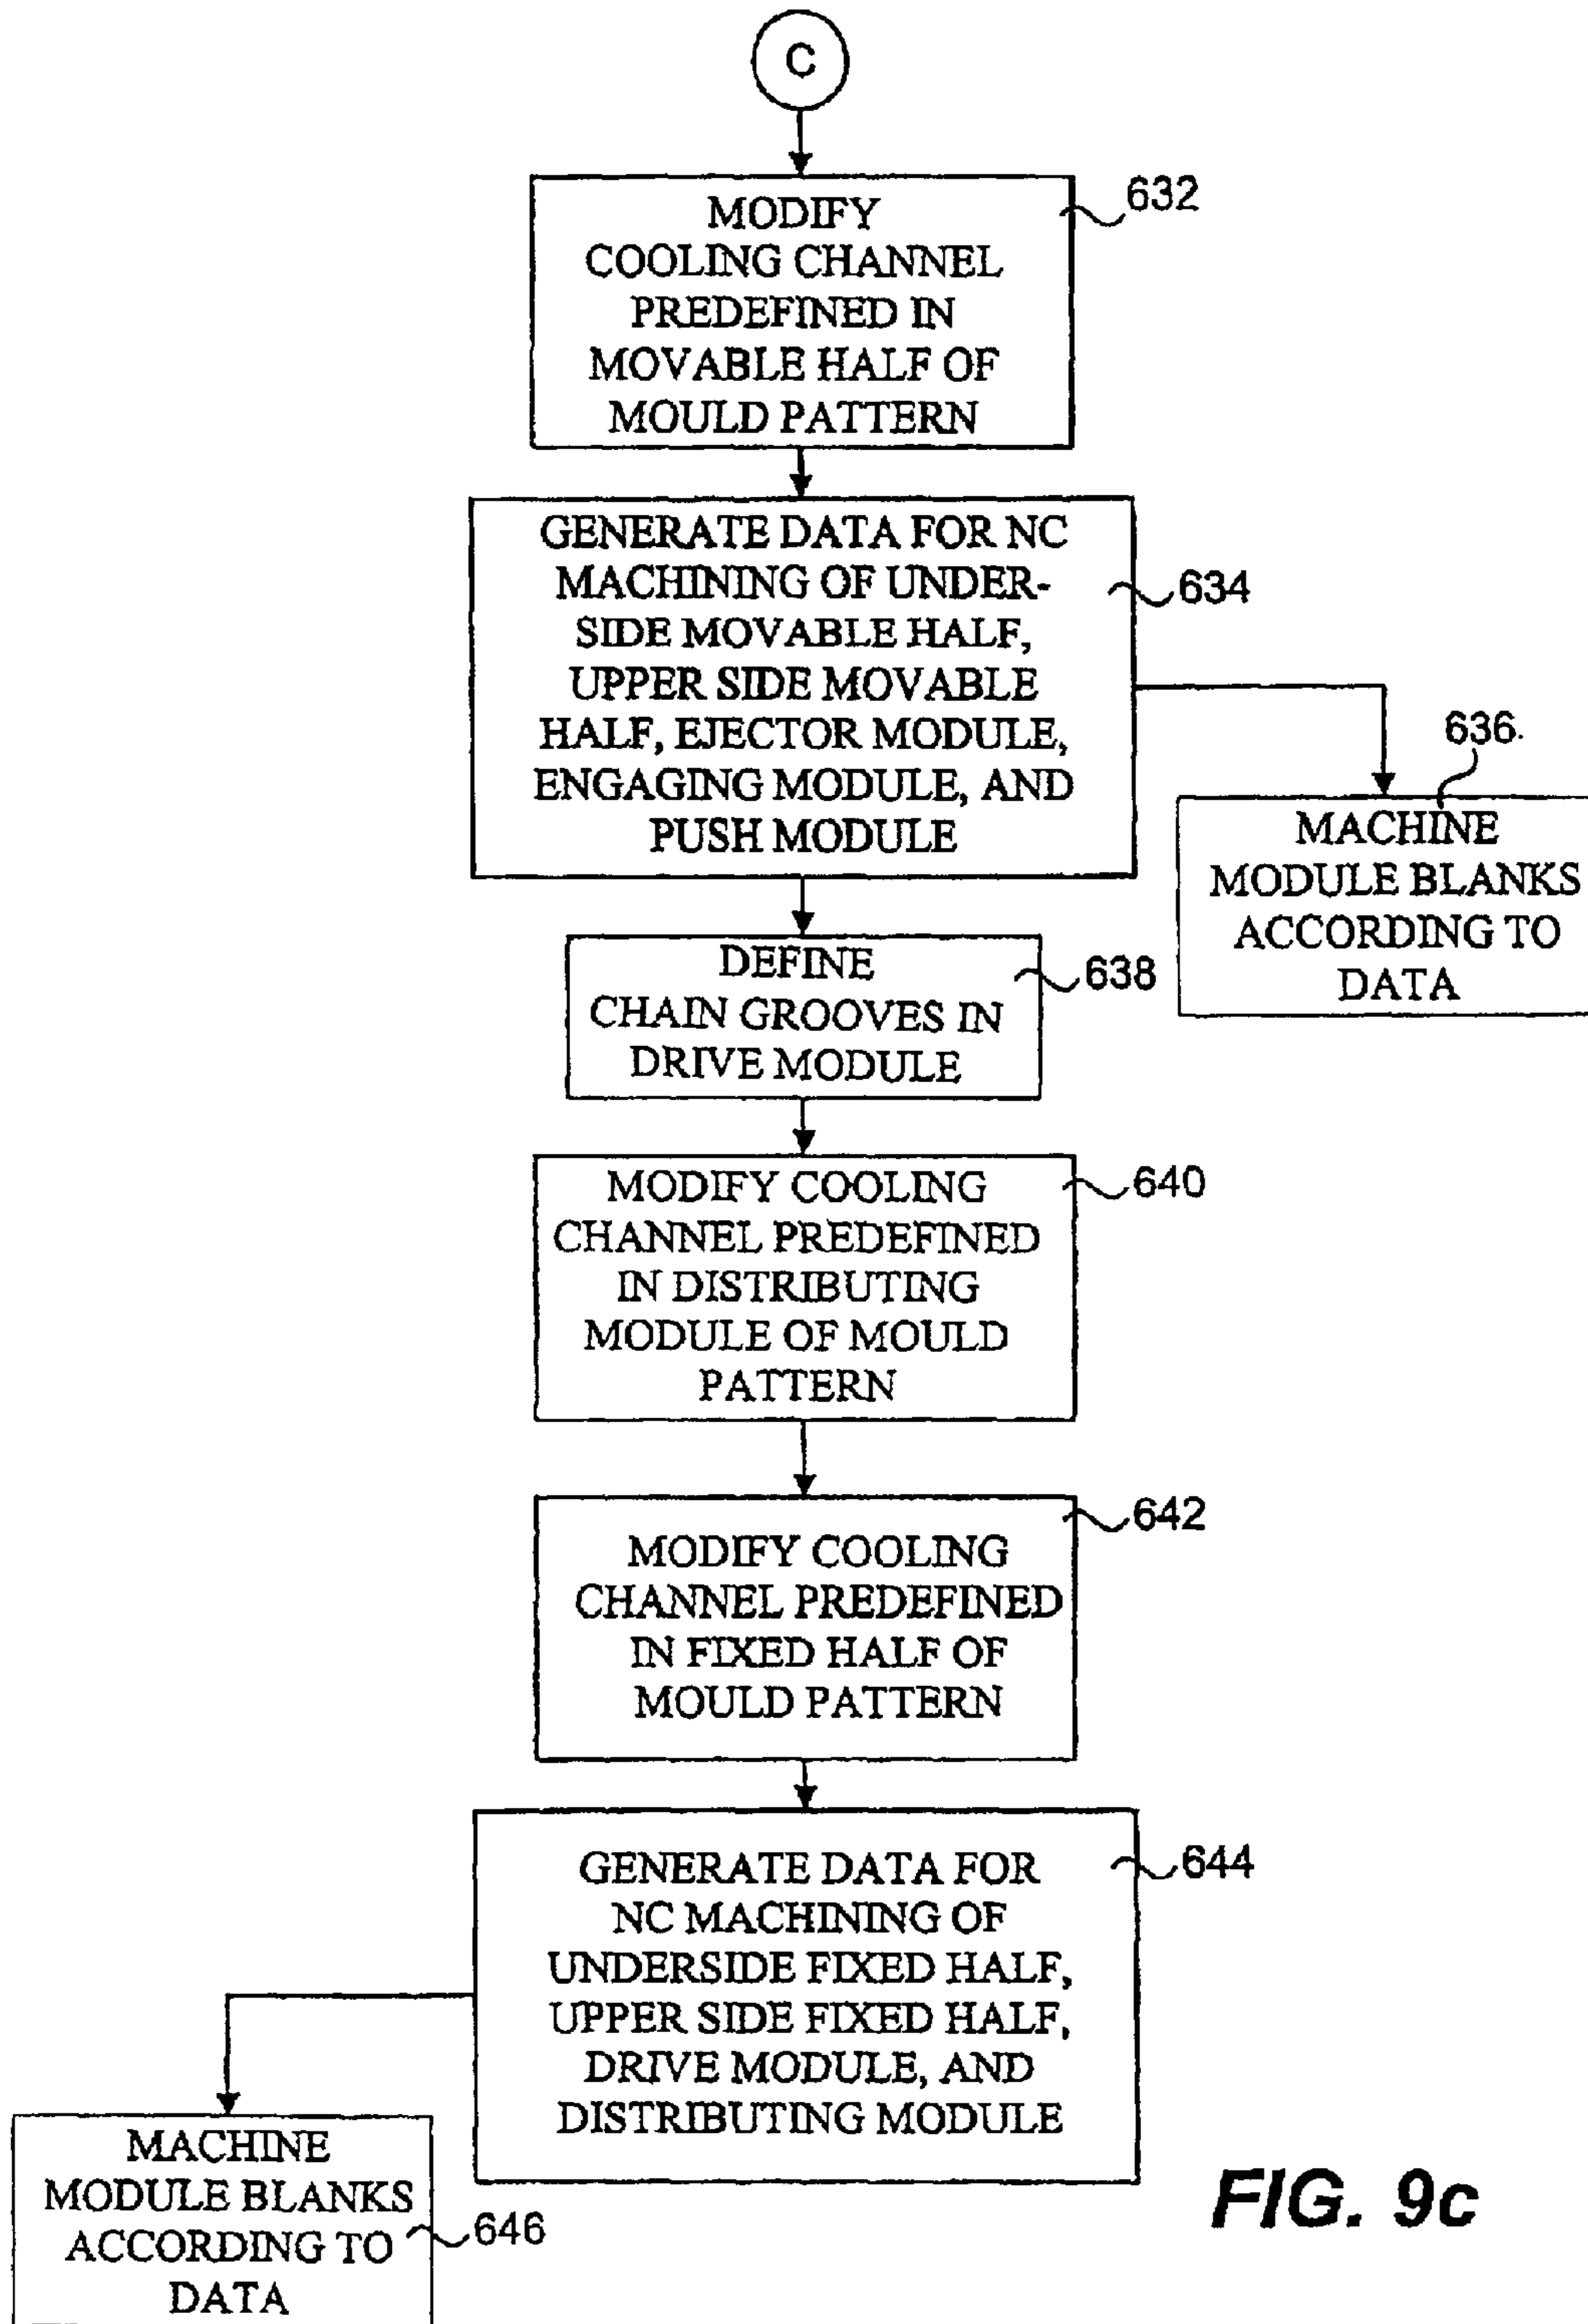 C
632
MODIFY
COOLING CHANNEL
PREDEFINED IN
MOVABLE HALF OF
MOULD PATTERN
GENERATE DATA FOR NC
MACHINING OF UNDER-
SIDE MOVABLE HALF,
UPPER SIDE MOVABLE
HALF, EJECTOR MODULE,
ENGAGING MODULE, AND
PUSH MODULE
634
636.
MACHINE
MODULE BLANKS
ACCORDING TO
DATA
DEFINE
CHAIN GROOVES IN
DRIVE MODULE
638
MODIFY COOLING
CHANNEL PREDEFINED
IN DISTRIBUTING
MODULE OF MOULD
PATTERN
640
642
MODIFY COOLING
CHANNEL PREDEFINED
IN FIXED HALF OF
MOULD PATTERN
GENERATE DATA FOR
NC MACHINING OF
UNDERSIDE FIXED HALF,
UPPER SIDE FIXED HALF,
DRIVE MODULE, AND
DISTRIBUTING MODULE
644
MACHINE
MODULE BLANKS
ACCORDING TO
DATA
646
FIG. 9c